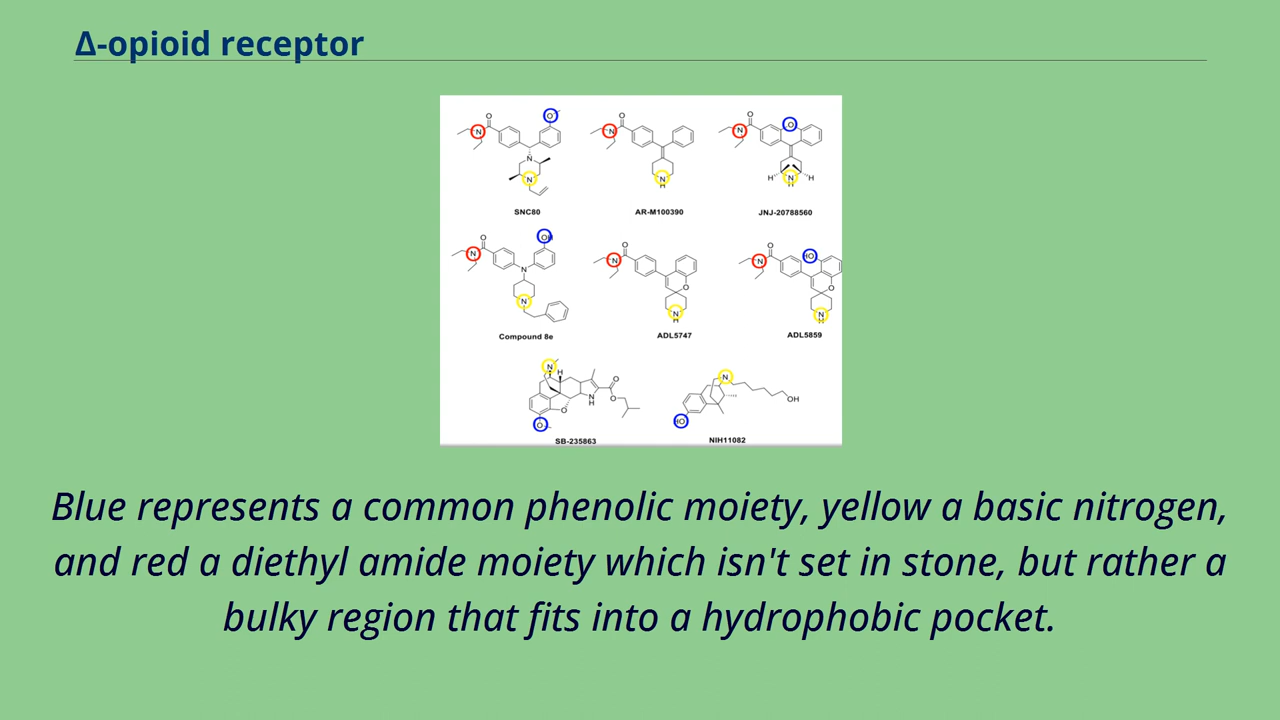 Δ-opioid receptor
SNC80
AR-M100390
JNJ-20788560
Compound 8e
ADL5747
ADL5859
SB-235863
NIH11082
Blue represents a common phenolic moiety, yellow a basic nitrogen,
and red a diethyl amide moiety which isn't set in stone, but rather a
bulky region that fits into a hydrophobic pocket.